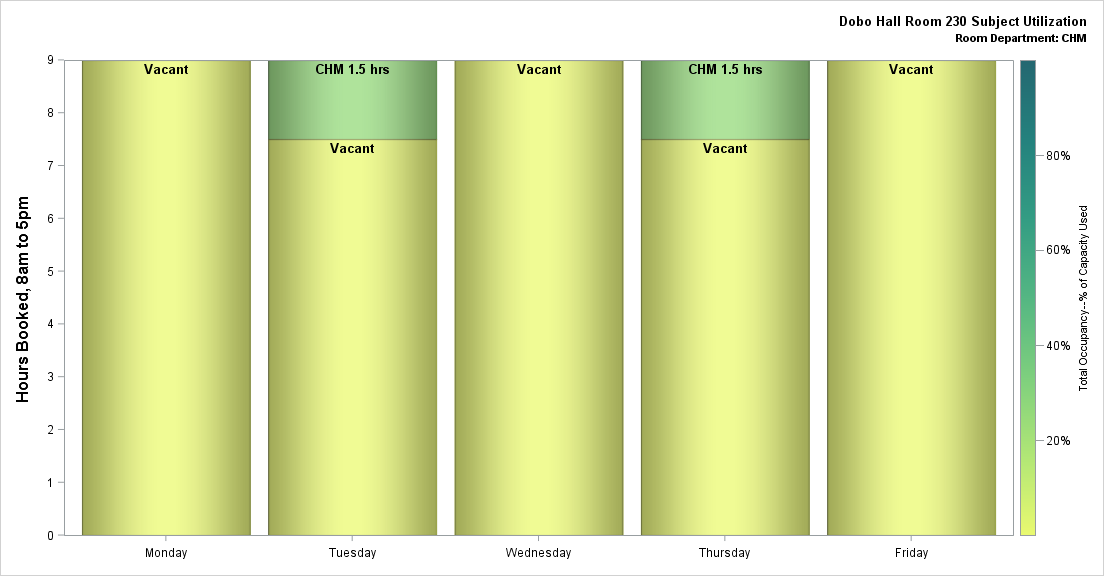 Dobo Hall Room 230 Subject Utilization
Room Department: CHM
Hours Booked, 8am to 5pm
9
8
7
6
5
4
3
2
1
0
Vacant
CHM 1.5 hrs
Vacant
Vacant
CHM 1.5 hrs
Vacant
Vacant
Monday
Tuesday
Wednesday
Thursday
Friday
80%
60%
40%
20%
Total Occupancy--% of Capacity Used